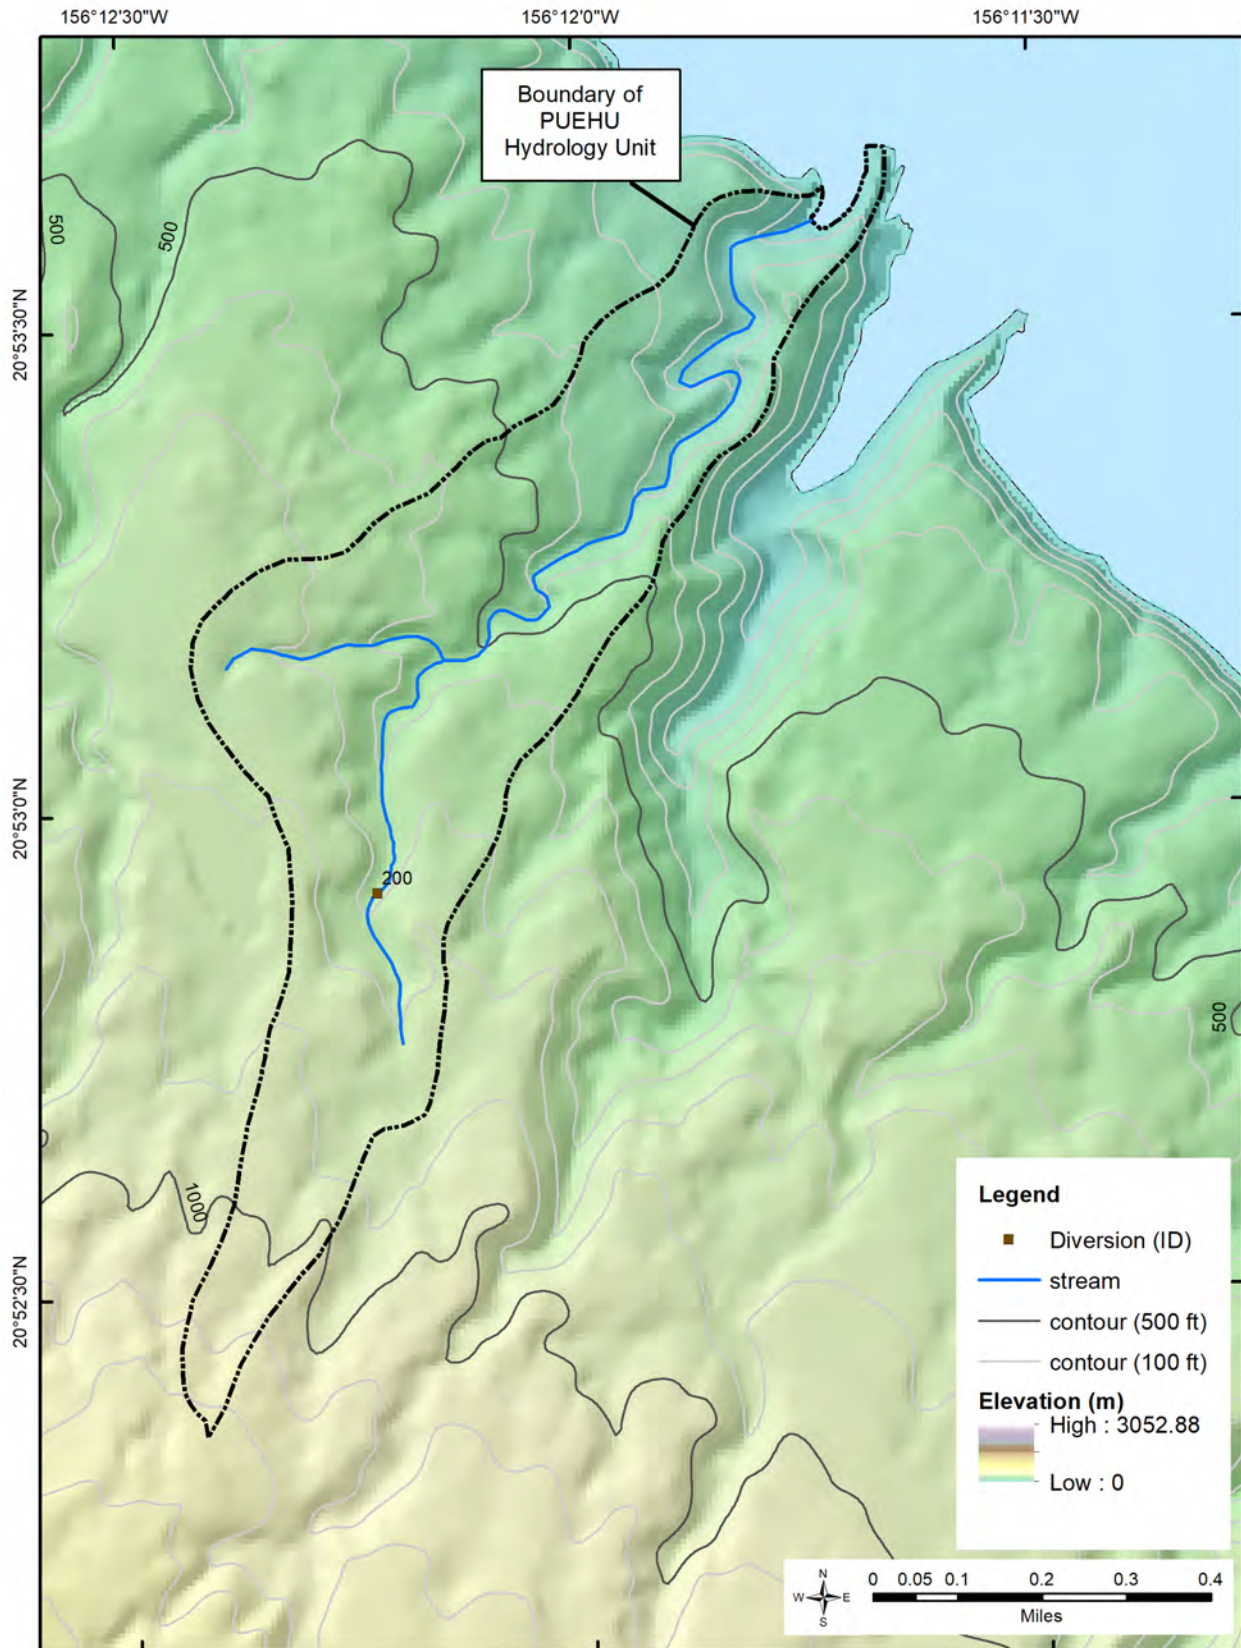 156°12'30"W
156°12'0"W
156°11'30"W
Boundary of
PUEHU
Hydrology Unit
500
500
20°53'30"N
20°53'0"N
200
500
1000
20°52'30"N
Legend
Diversion (ID)
stream
contour (500 ft)
contour (100 ft)
Elevation (m)
High : 3052.88
Low : 0
N
W E
S
0 0.05 0.1 0.2 0.3 0.4
Miles